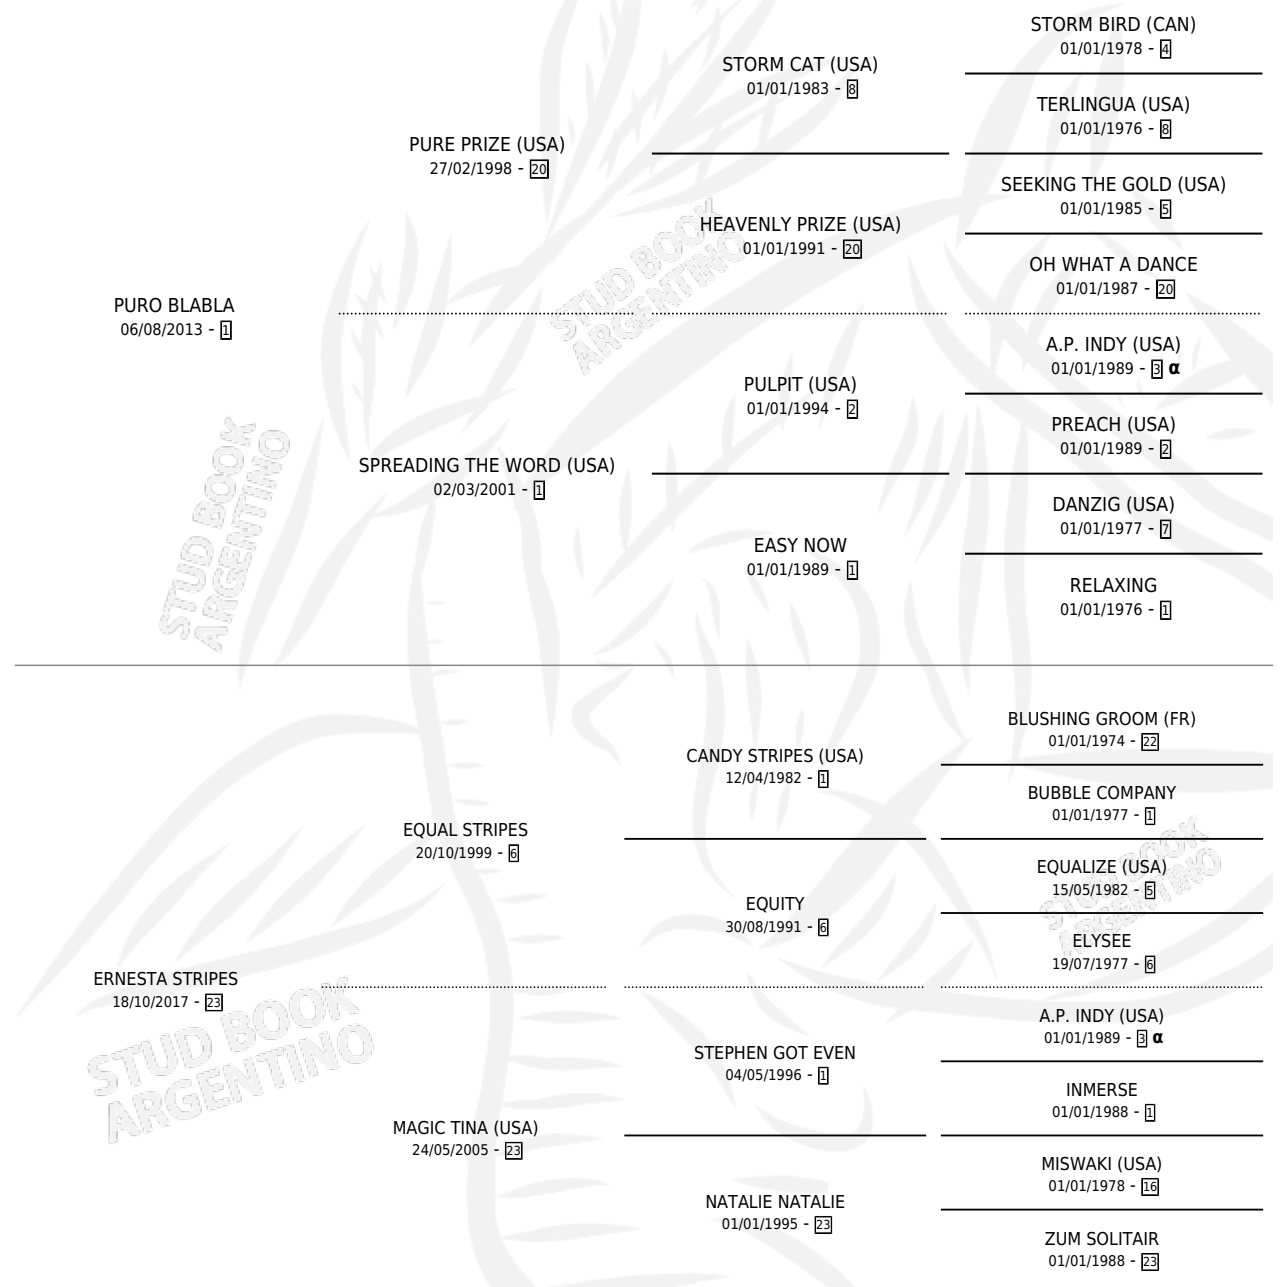 STORM BIRD (CAN)
01/01/1978 - 4
STORM CAT (USA)
01/01/1983 - 8
TERLINGUA (USA)
01/01/1976 - 8
PURE PRIZE (USA)
27/02/1998 - 20
SEEKING THE GOLD (USA)
01/01/1985 - 5
HEAVENLY PRIZE (USA)
01/01/1991 - 20
OH WHAT A DANCE
01/01/1987 - 20
PURO BLABLA
06/08/2013 - 1
A.P. INDY (USA)
01/01/1989 - 3 α
PULPIT (USA)
01/01/1994 - 2
PREACH (USA)
01/01/1989 - 2
SPREADING THE WORD (USA)
02/03/2001 - 1
DANZIG (USA)
01/01/1977 - 7
EASY NOW
01/01/1989 - 1
RELAXING
01/01/1976 - 1
STUD BOOK
ARGENTINO
STUD BOOK
ARGENTINO
BLUSHING GROOM (FR)
01/01/1974 - 22
CANDY STRIPES (USA)
12/04/1982 - 1
BUBBLE COMPANY
01/01/1977 - 1
EQUAL STRIPES
20/10/1999 - 6
EQUALIZE (USA)
15/05/1982 - 5
EQUITY
30/08/1991 - 6
ELYSEE
19/07/1977 - 6
STUD BOOK
ARGENTINO
ERNESTA STRIPES
18/10/2017 - 23
A.P. INDY (USA)
01/01/1989 - 3 α
STEPHEN GOT EVEN
04/05/1996 - 1
INMERSE
01/01/1988 - 1
MAGIC TINA (USA)
24/05/2005 - 23
MISWAKI (USA)
01/01/1978 - 16
NATALIE NATALIE
01/01/1995 - 23
ZUM SOLITAIR
01/01/1988 - 23
STUD BOOK
ARGENTINO